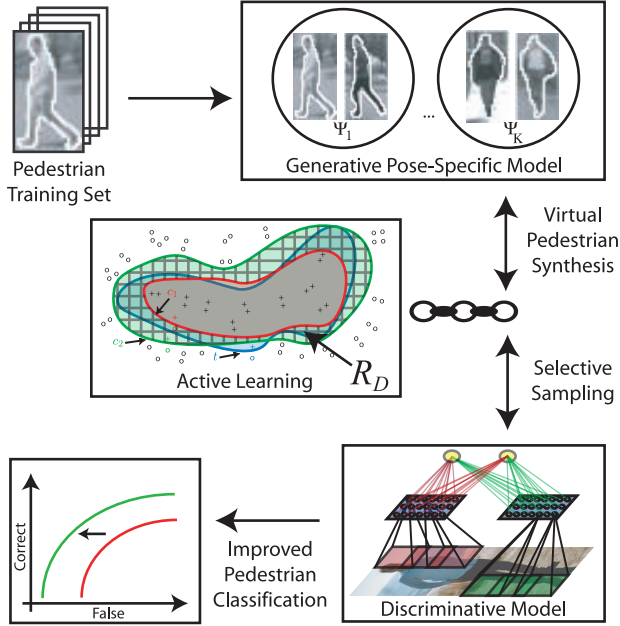 Pedestrian
Training Set
Ψ1
...
ΨK
Generative Pose-Specific Model
Virtual
Pedestrian
Synthesis
c1
c2
t
RD
Active Learning
Selective
Sampling
Correct
False
Improved
Pedestrian
Classification
Discriminative Model